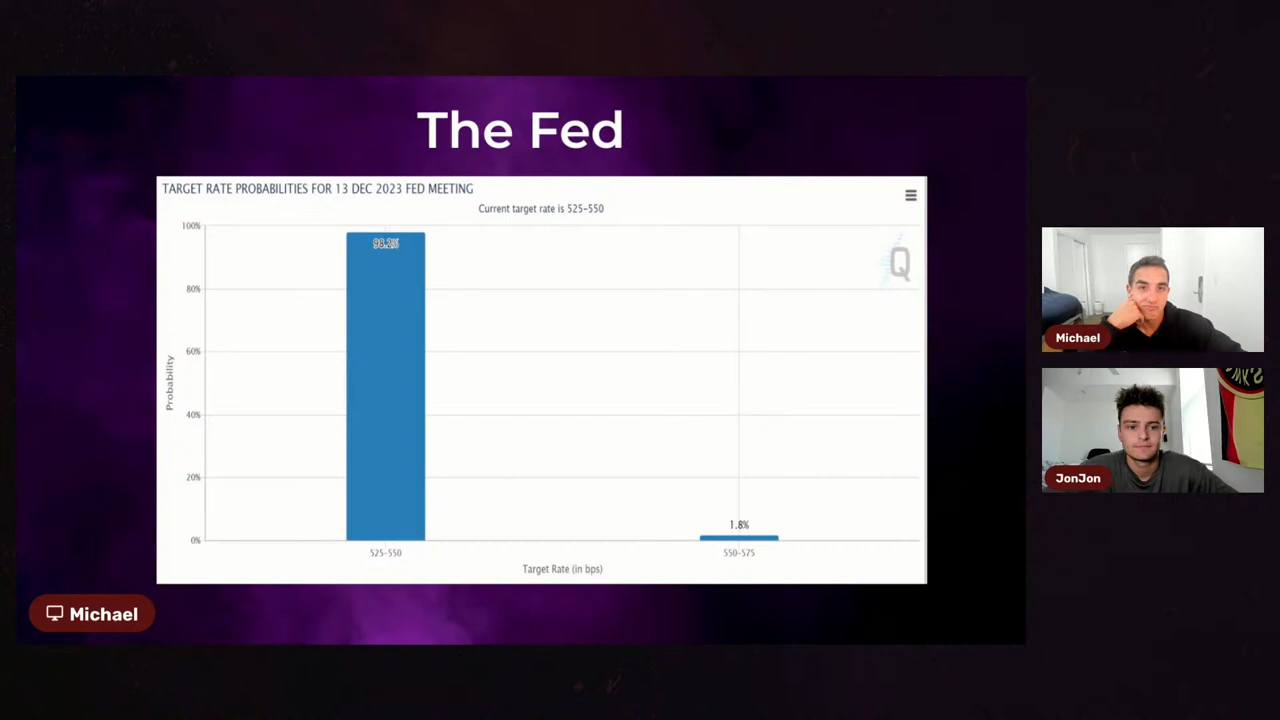 The Fed
TARGET RATE PROBABILITIES FOR 13 DEC 2023 FED MEETING
Current target rate is 525-550
100%
98.2%
Q
80%
60%
Probability
40%
20%
1.8%
0%
525-550
550-575
Target Rate (in bps)
Michael
Michael
JonJon